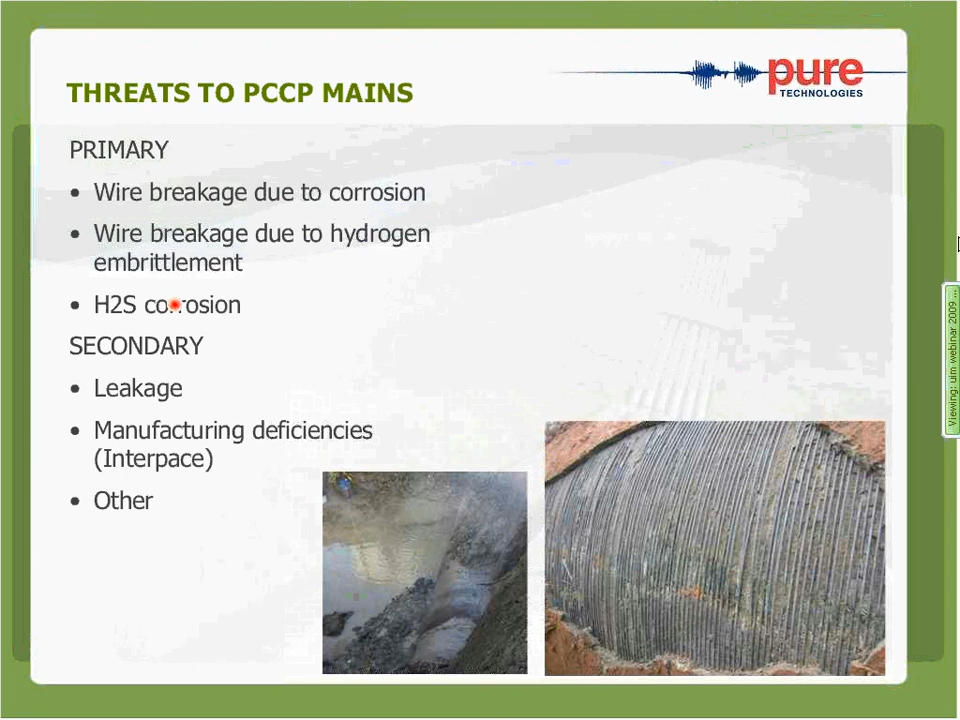 THREATS TO PCCP MAINS
pure
TECHNOLOGIES
PRIMARY
• Wire breakage due to corrosion
• Wire breakage due to hydrogen
embrittlement
• H2S corrosion
SECONDARY
• Leakage
• Manufacturing deficiencies
(Interpace)
• Other
Viewing: uim webinar 2009 ...